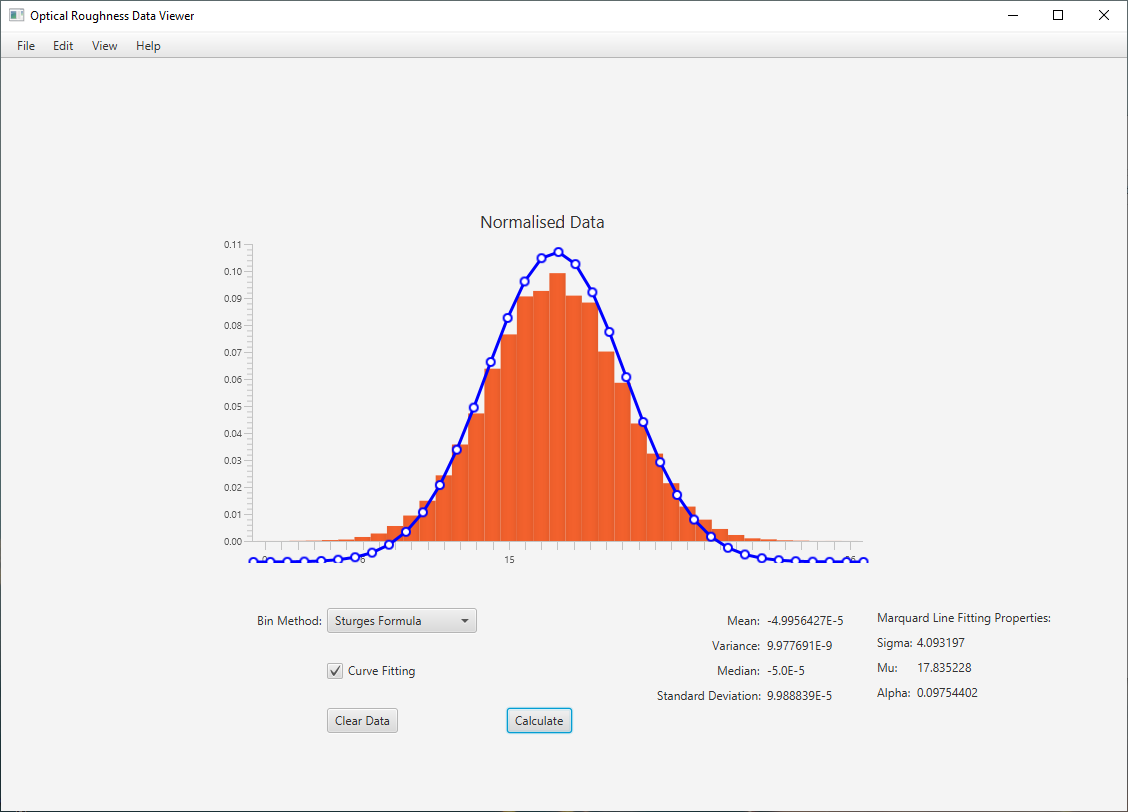 Optical Roughness Data Viewer
File Edit View Help
Normalised Data
0.11
0.10
0.09
0.08
0.07
0.06
0.05
0.04
0.03
0.02
0.01
0.00
15
Bin Method: Sturges Formula
Curve Fitting
Clear Data Calculate
Mean: -4.9956427E-5
Variance: 9.977691E-9
Median: -5.0E-5
Standard Deviation: 9.988839E-5
Marquard Line Fitting Properties:
Sigma: 4.093197
Mu: 17.835228
Alpha: 0.09754402